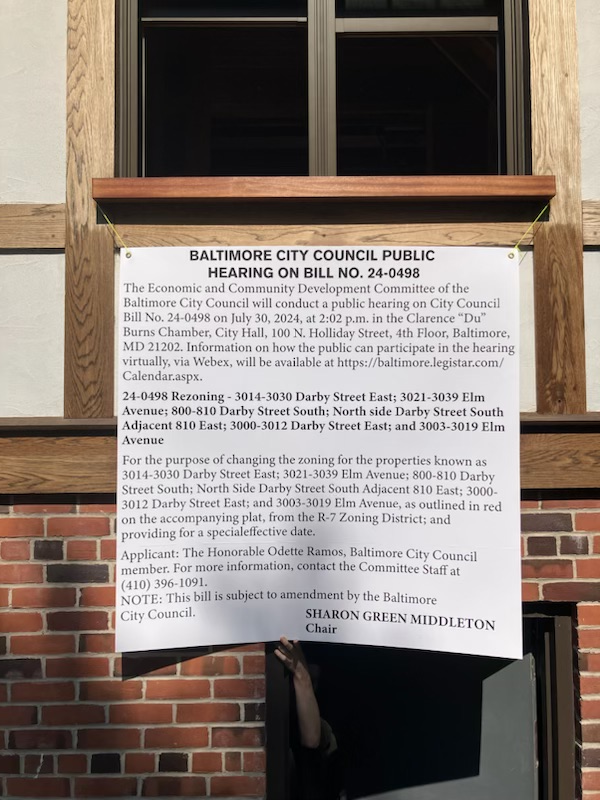 BALTIMORE CITY COUNCIL PUBLIC
HEARING ON BILL NO. 24-0498
The Economic and Community Development Committee of the
Baltimore City Council will conduct a public hearing on City Council
Bill No. 24-0498 on July 30, 2024, at 2:02 p.m. in the Clarence “Du”
Burns Chamber, City Hall, 100 N. Holliday Street, 4th Floor, Baltimore,
MD 21202. Information on how the public can participate in the hearing
virtually, via Webex, will be available at https://baltimore.legistar.com/
Calendar.aspx.
24-0498 Rezoning - 3014-3030 Darby Street East; 3021-3039 Elm
Avenue; 800-810 Darby Street South; North side Darby Street South
Adjacent 810 East; 3000-3012 Darby Street East; and 3003-3019 Elm
Avenue
For the purpose of changing the zoning for the properties known as
3014-3030 Darby Street East; 3021-3039 Elm Avenue; 800-810 Darby
Street South; North Side Darby Street South Adjacent 810 East; 3000-
3012 Darby Street East; and 3003-3019 Elm Avenue, as outlined in red
on the accompanying plat, from the R-7 Zoning District; and
providing for a specialeffective date.
Applicant: The Honorable Odette Ramos, Baltimore City Council
member. For more information, contact the Committee Staff at
(410) 396-1091.
NOTE: This bill is subject to amendment by the Baltimore
City Council.
SHARON GREEN MIDDLETON
Chair